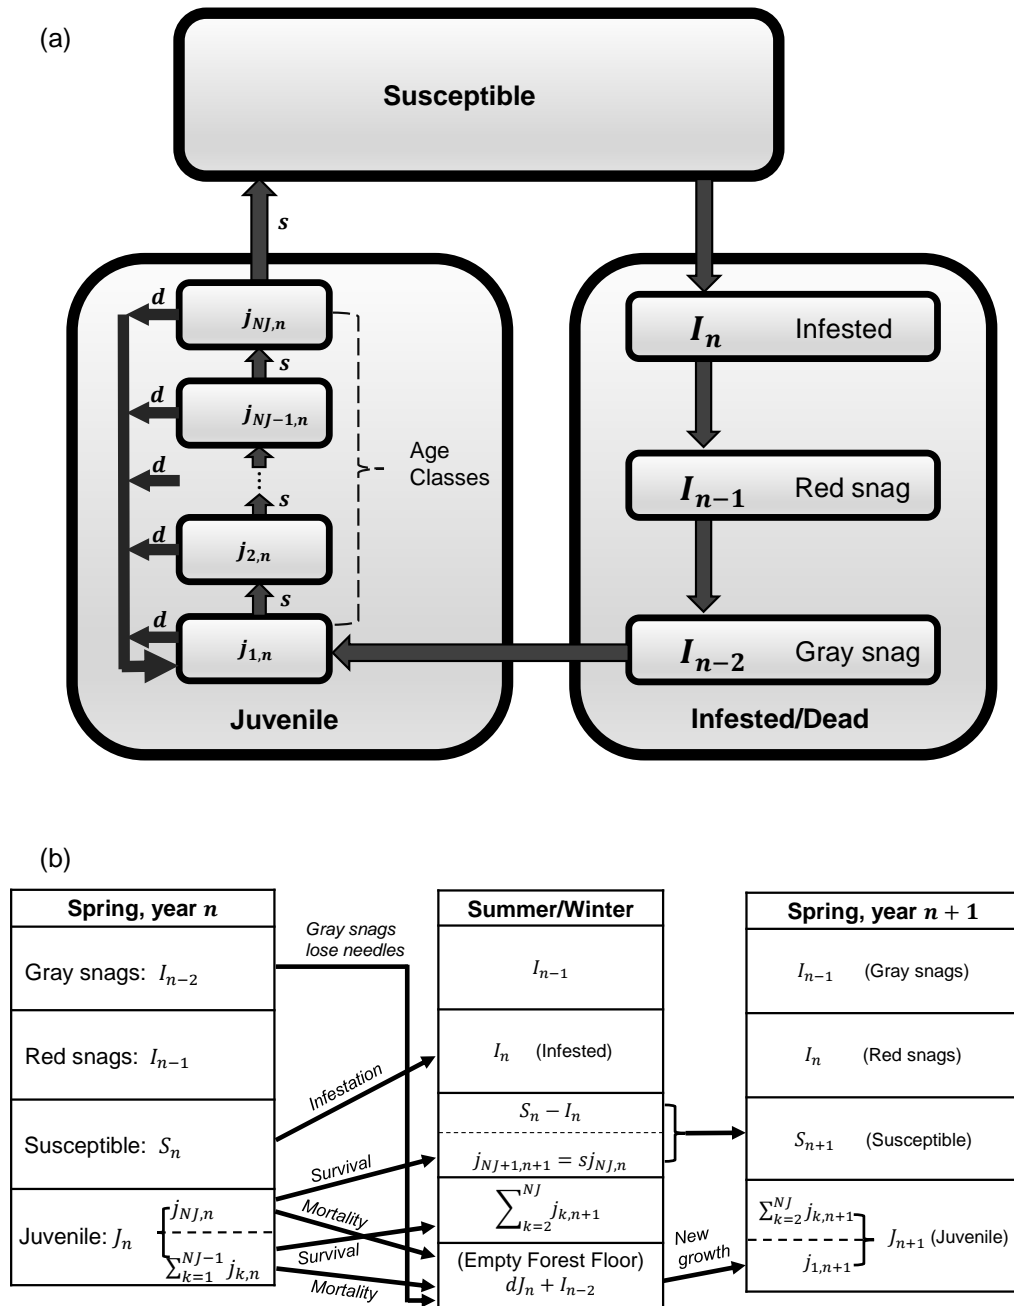 (a)
Susceptible
s
d
j_{NJ,n}
s
d
j_{NJ-1,n}
d
s
d
j_{2,n}
s
d
j_{1,n}
Age
Classes
Juvenile
I_n Infested
I_{n-1} Red snag
I_{n-2} Gray snag
Infested/Dead
(b)
Spring, year n
Gray snags: I_{n-2}
Red snags: I_{n-1}
Susceptible: S_n
Juvenile: J_n
j_{NJ,n}
∑_{k=1}^{NJ-1} j_{k,n}
Gray snags
lose needles
Infestation
Survival
Mortality
Survival
Mortality
Summer/Winter
I_{n-1}
I_n (Infested)
S_n − I_n
j_{NJ+1,n+1} = sj_{NJ,n}
∑_{k=2}^{NJ} j_{k,n+1}
(Empty Forest Floor)
dJ_n + I_{n-2}
New
growth
Spring, year n + 1
I_{n-1} (Gray snags)
I_n (Red snags)
S_{n+1} (Susceptible)
∑_{k=2}^{NJ} j_{k,n+1}
j_{1,n+1}
J_{n+1} (Juvenile)